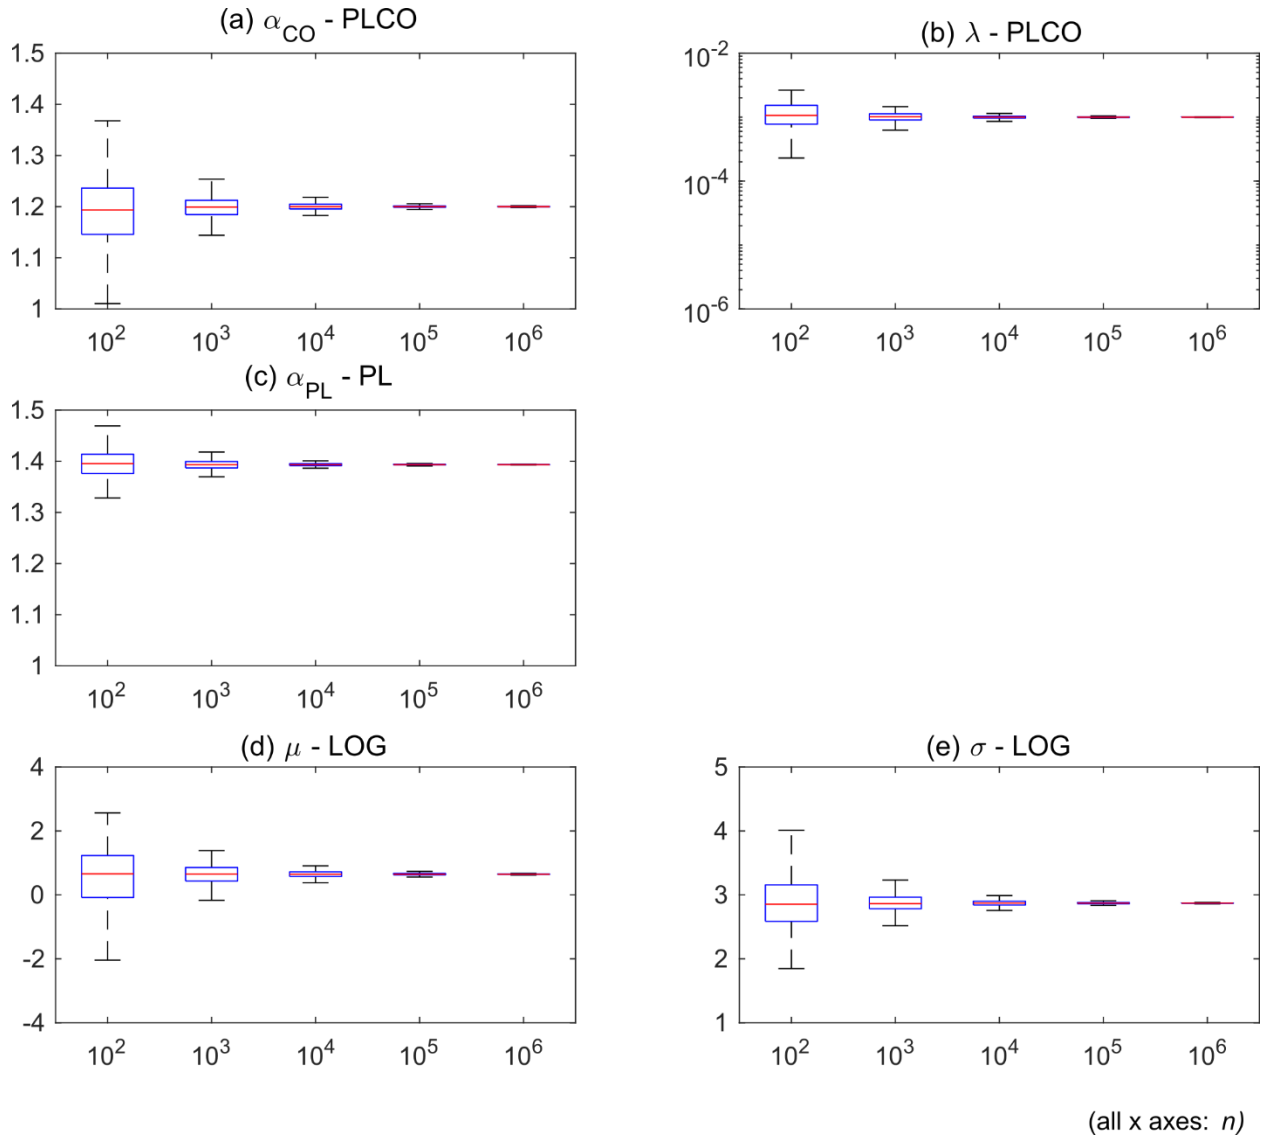 (a) α_CO - PLCO
1.5
1.4
1.3
1.2
1.1
1
10^2 10^3 10^4 10^5 10^6
(b) λ - PLCO
10^-2
10^-4
10^-6
10^2 10^3 10^4 10^5 10^6
(c) α_PL - PL
1.5
1.4
1.3
1.2
1.1
1
10^2 10^3 10^4 10^5 10^6
(d) μ - LOG
4
2
0
-2
-4
10^2 10^3 10^4 10^5 10^6
(e) σ - LOG
5
4
3
2
1
10^2 10^3 10^4 10^5 10^6
(all x axes: n)